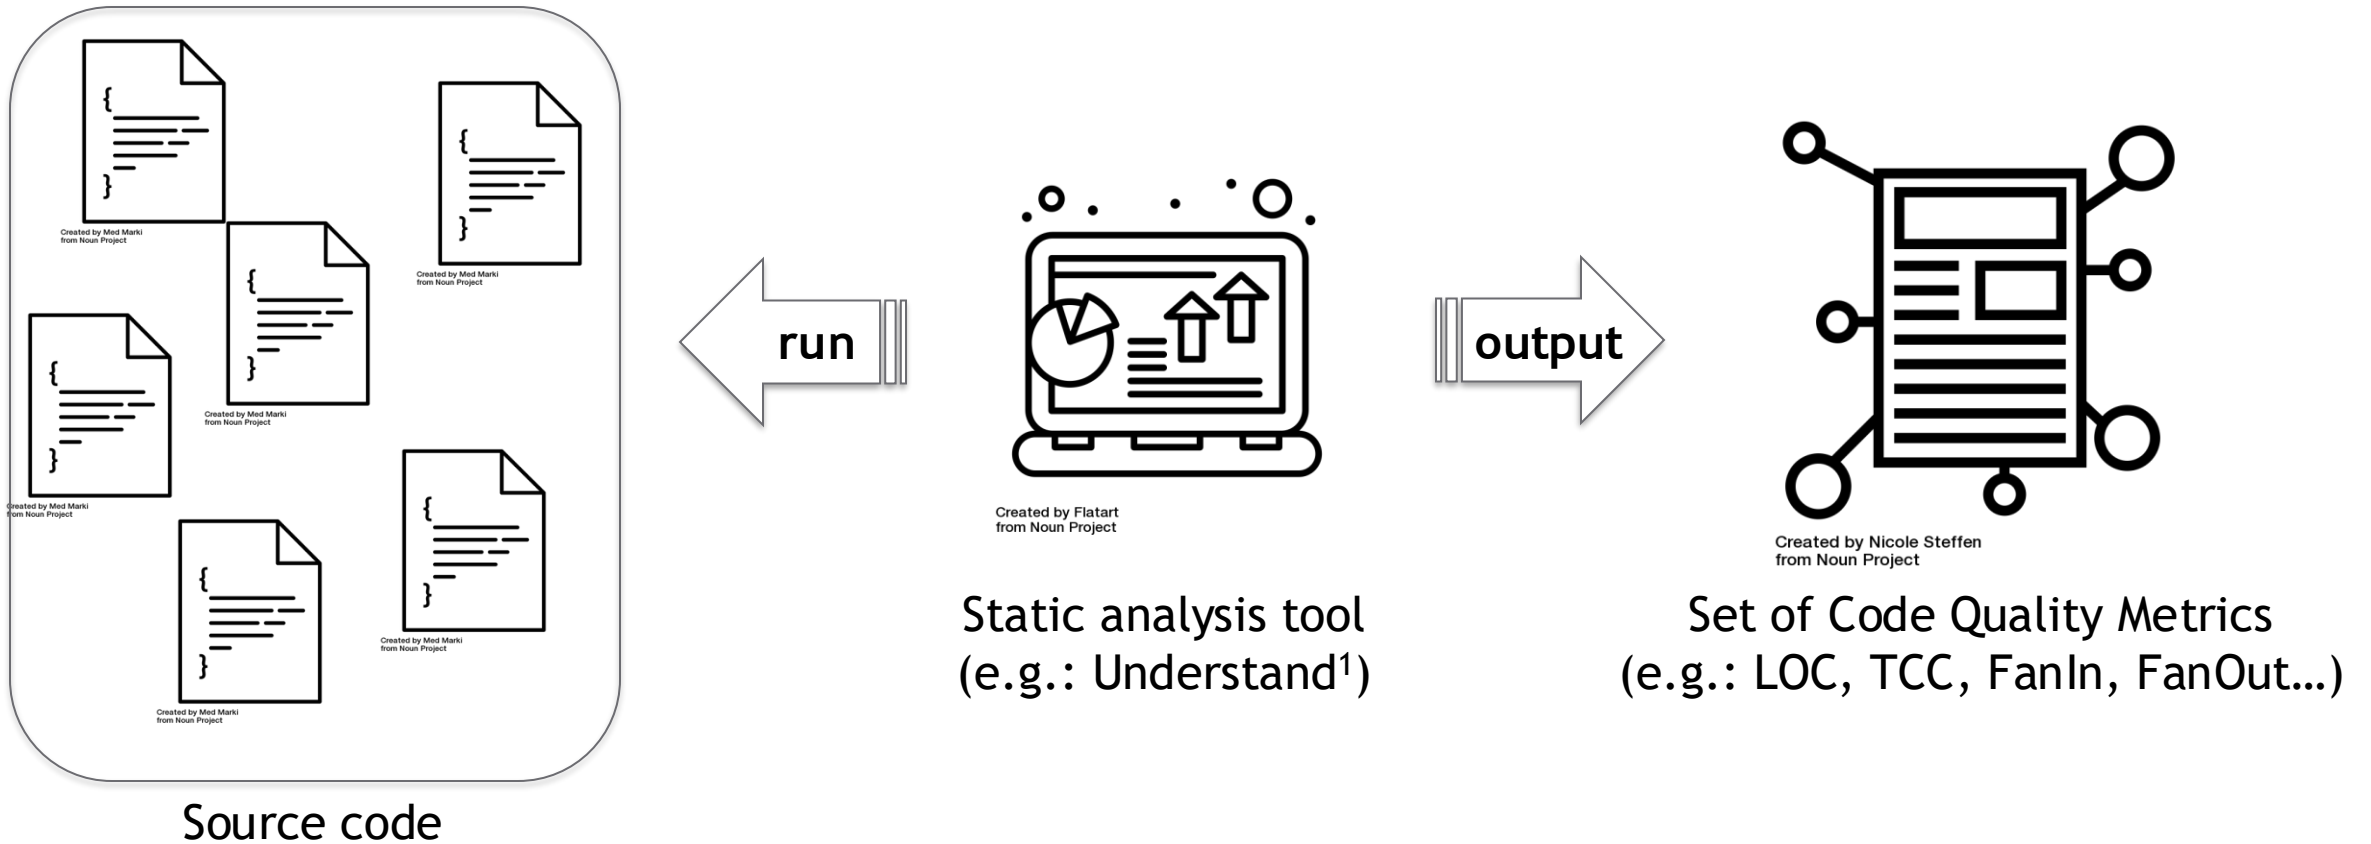 {
}
Created by Med Marki
from Noun Project
{
}
Created by Med Marki
from Noun Project
{
}
Created by Med Marki
from Noun Project
{
}
Created by Med Marki
from Noun Project
{
}
Created by Med Marki
from Noun Project
{
}
Created by Med Marki
from Noun Project
Source code
run
Created by Flatart
from Noun Project
Static analysis tool
(e.g.: Understand¹)
output
Created by Nicole Steffen
from Noun Project
Set of Code Quality Metrics
(e.g.: LOC, TCC, FanIn, FanOut…)